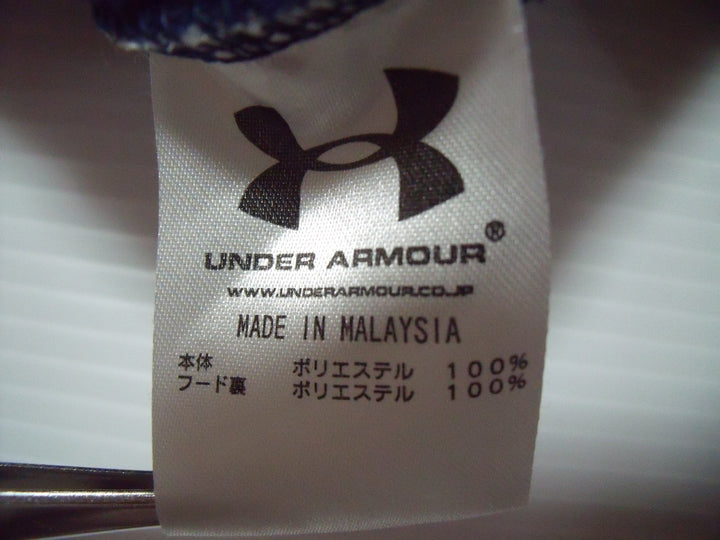 UNDER ARMOUR®
WWW.UNDERARMOUR.CO.JP
MADE IN MALAYSIA
本体 ポリエステル 100%
フード裏 ポリエステル 100%